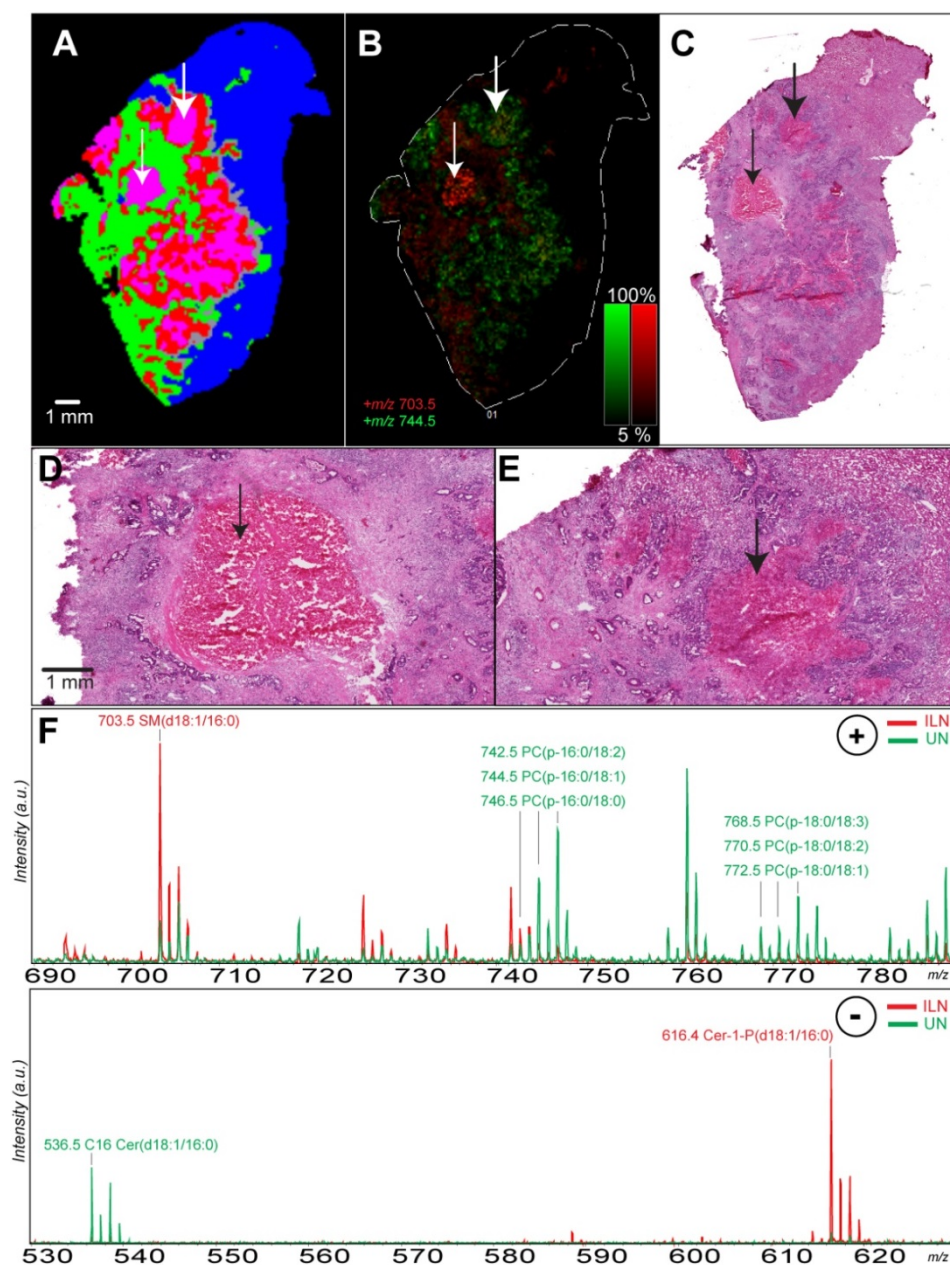 A
B
C
1 mm
+m/z 703.5
+m/z 744.5
01
100%
5 %
D
E
1 mm
F
703.5 SM(d18:1/16:0)
742.5 PC(p-16:0/18:2)
744.5 PC(p-16:0/18:1)
746.5 PC(p-16:0/18:0)
768.5 PC(p-18:0/18:3)
770.5 PC(p-18:0/18:2)
772.5 PC(p-18:0/18:1)
+
ILN
UN
Intensity (a.u.)
690 700 710 720 730 740 750 760 770 780 m/z
-
ILN
UN
616.4 Cer-1-P(d18:1/16:0)
536.5 C16 Cer(d18:1/16:0)
Intensity (a.u.)
530 540 550 560 570 580 590 600 610 620 m/z